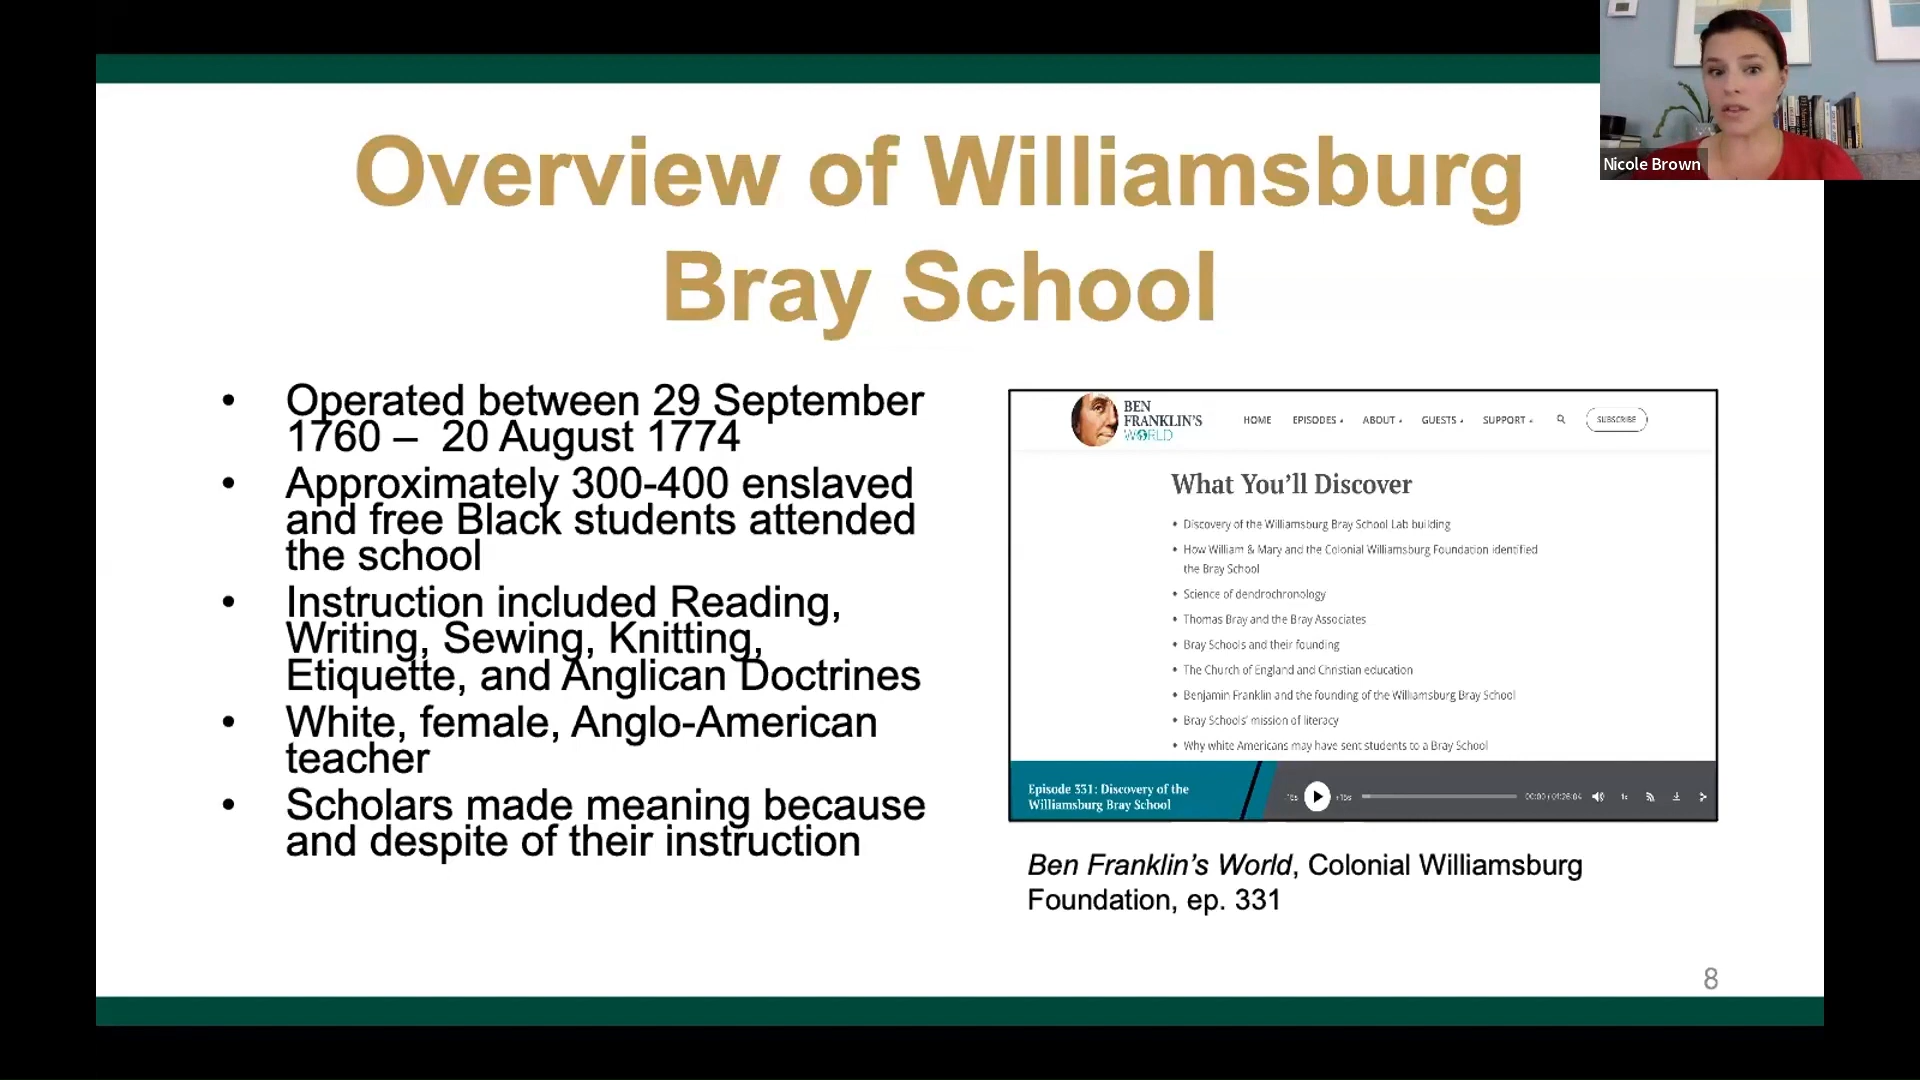 Overview of Williamsburg
Bray School
• Operated between 29 September
1760 – 20 August 1774
• Approximately 300-400 enslaved
and free Black students attended
the school
• Instruction included Reading,
Writing, Sewing, Knitting,
Etiquette, and Anglican Doctrines
• White, female, Anglo-American
teacher
• Scholars made meaning because
and despite of their instruction
BEN
FRANKLIN'S
WORLD
HOME EPISODES ABOUT GUESTS SUPPORT SUBSCRIBE
What You'll Discover
• Discovery of the Williamsburg Bray School Lab building
• How William & Mary and the Colonial Williamsburg Foundation identified
the Bray School
• Science of dendrochronology
• Thomas Bray and the Bray Associates
• Bray Schools and their founding
• The Church of England and Christian education
• Benjamin Franklin and the founding of the Williamsburg Bray School
• Bray Schools' mission of literacy
• Why white Americans may have sent students to a Bray School
Episode 331: Discovery of the
Williamsburg Bray School
+15s 00:00 / 01:26:04 1x
Ben Franklin's World, Colonial Williamsburg
Foundation, ep. 331
8
Nicole Brown